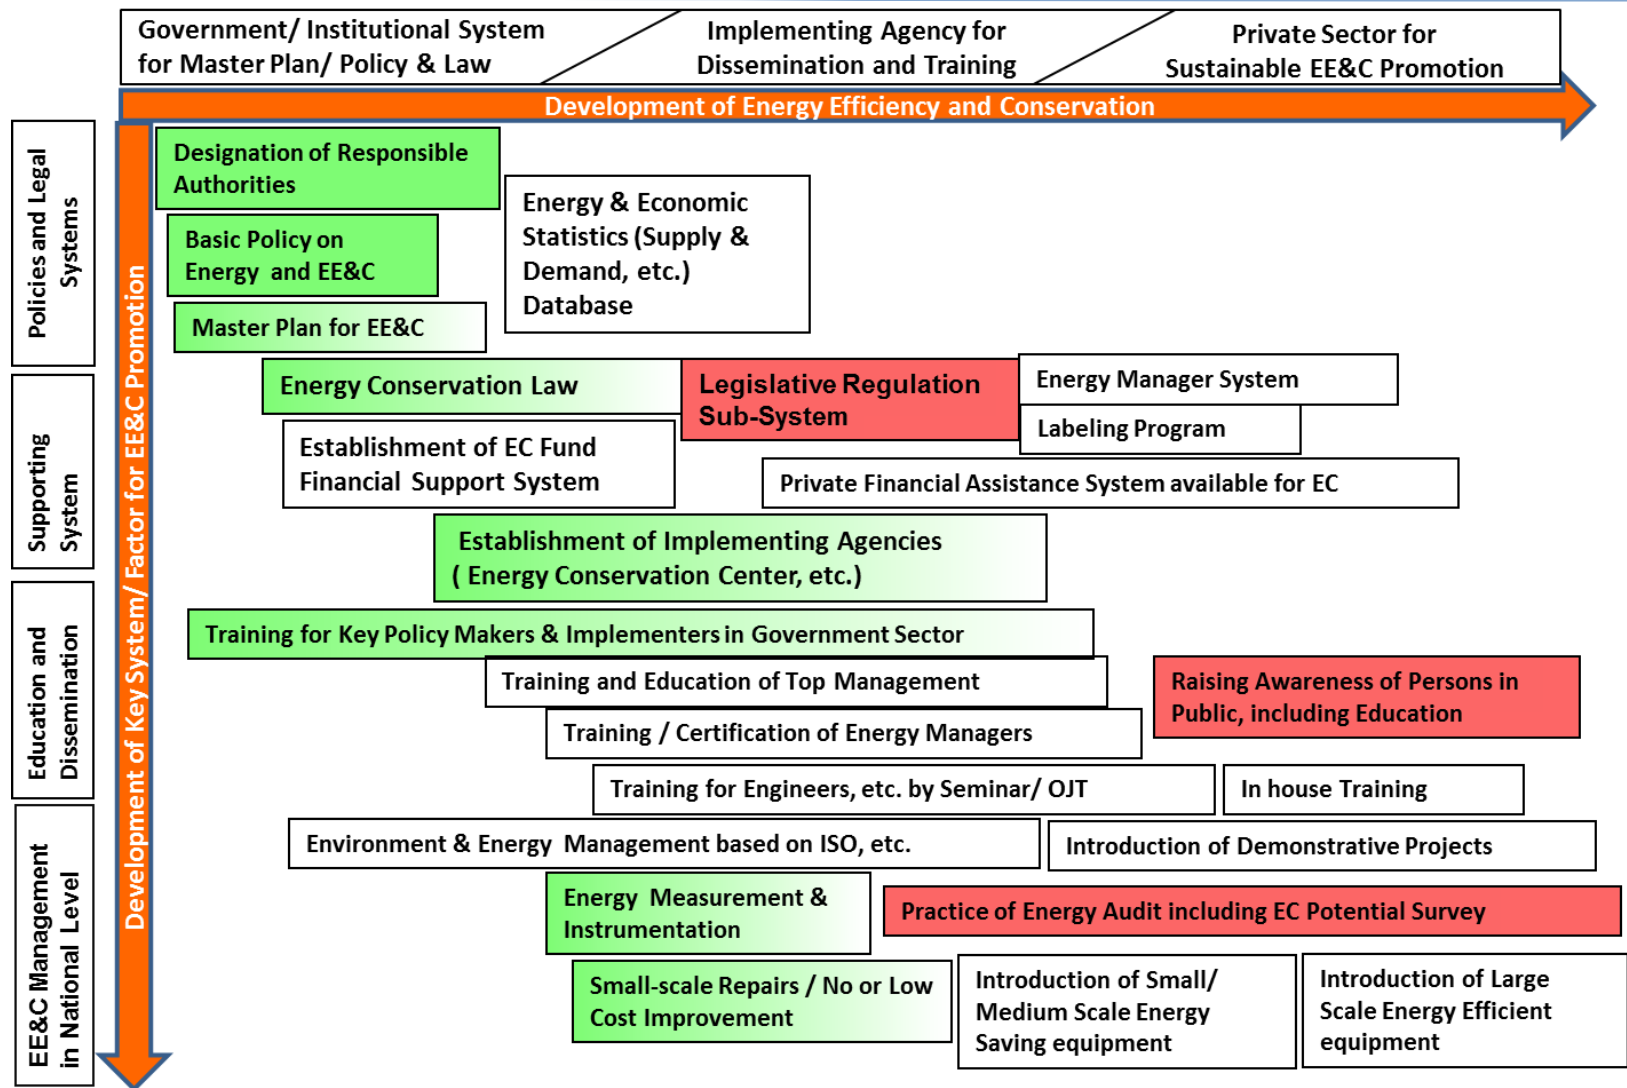 Government/ Institutional System
for Master Plan/ Policy & Law
Implementing Agency for
Dissemination and Training
Private Sector for
Sustainable EE&C Promotion
Development of Energy Efficiency and Conservation
Development of Key System/ Factor for EE&C Promotion
Policies and Legal
Systems
Designation of Responsible
Authorities
Energy & Economic
Statistics (Supply &
Demand, etc.)
Database
Basic Policy on
Energy and EE&C
Master Plan for EE&C
Energy Conservation Law
Legislative Regulation
Sub-System
Energy Manager System
Labeling Program
Supporting
System
Establishment of EC Fund
Financial Support System
Private Financial Assistance System available for EC
Establishment of Implementing Agencies
( Energy Conservation Center, etc.)
Education and
Dissemination
Training for Key Policy Makers & Implementers in Government Sector
Training and Education of Top Management
Raising Awareness of Persons in
Public, including Education
Training / Certification of Energy Managers
Training for Engineers, etc. by Seminar/ OJT
In house Training
EE&C Management
in National Level
Environment & Energy Management based on ISO, etc.
Introduction of Demonstrative Projects
Energy Measurement &
Instrumentation
Practice of Energy Audit including EC Potential Survey
Small-scale Repairs / No or Low
Cost Improvement
Introduction of Small/
Medium Scale Energy
Saving equipment
Introduction of Large
Scale Energy Efficient
equipment